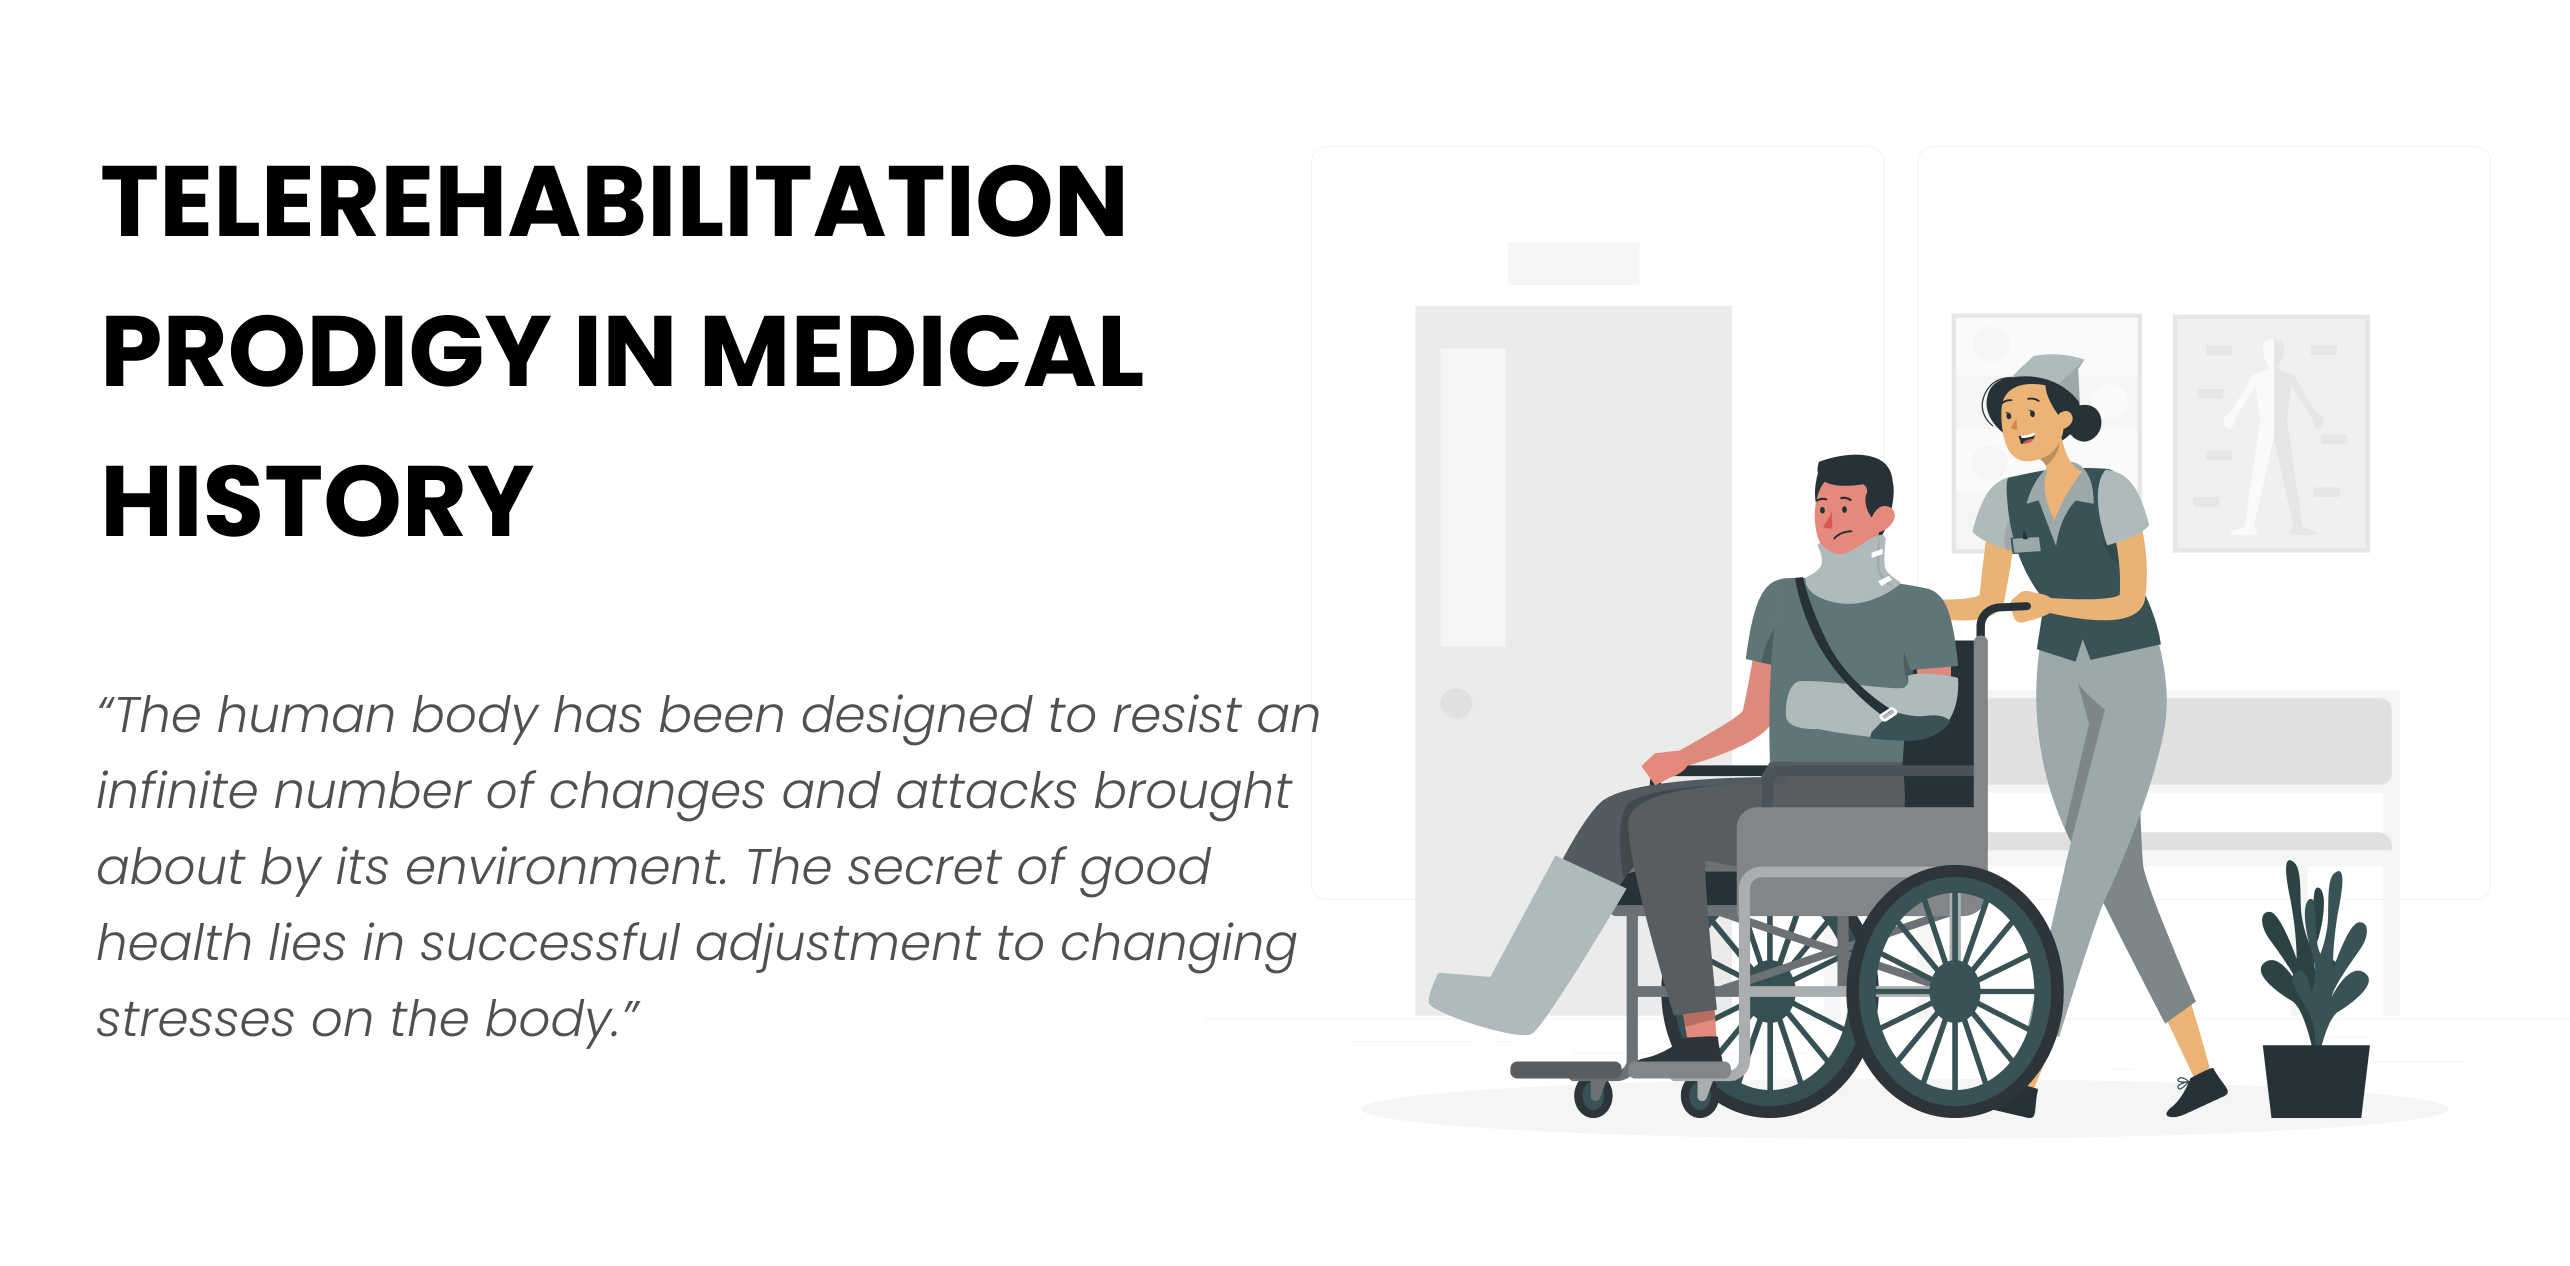 TELEREHABILITATION
PRODIGY IN MEDICAL
HISTORY
“The human body has been designed to resist an
infinite number of changes and attacks brought
about by its environment. The secret of good
health lies in successful adjustment to changing
stresses on the body.”